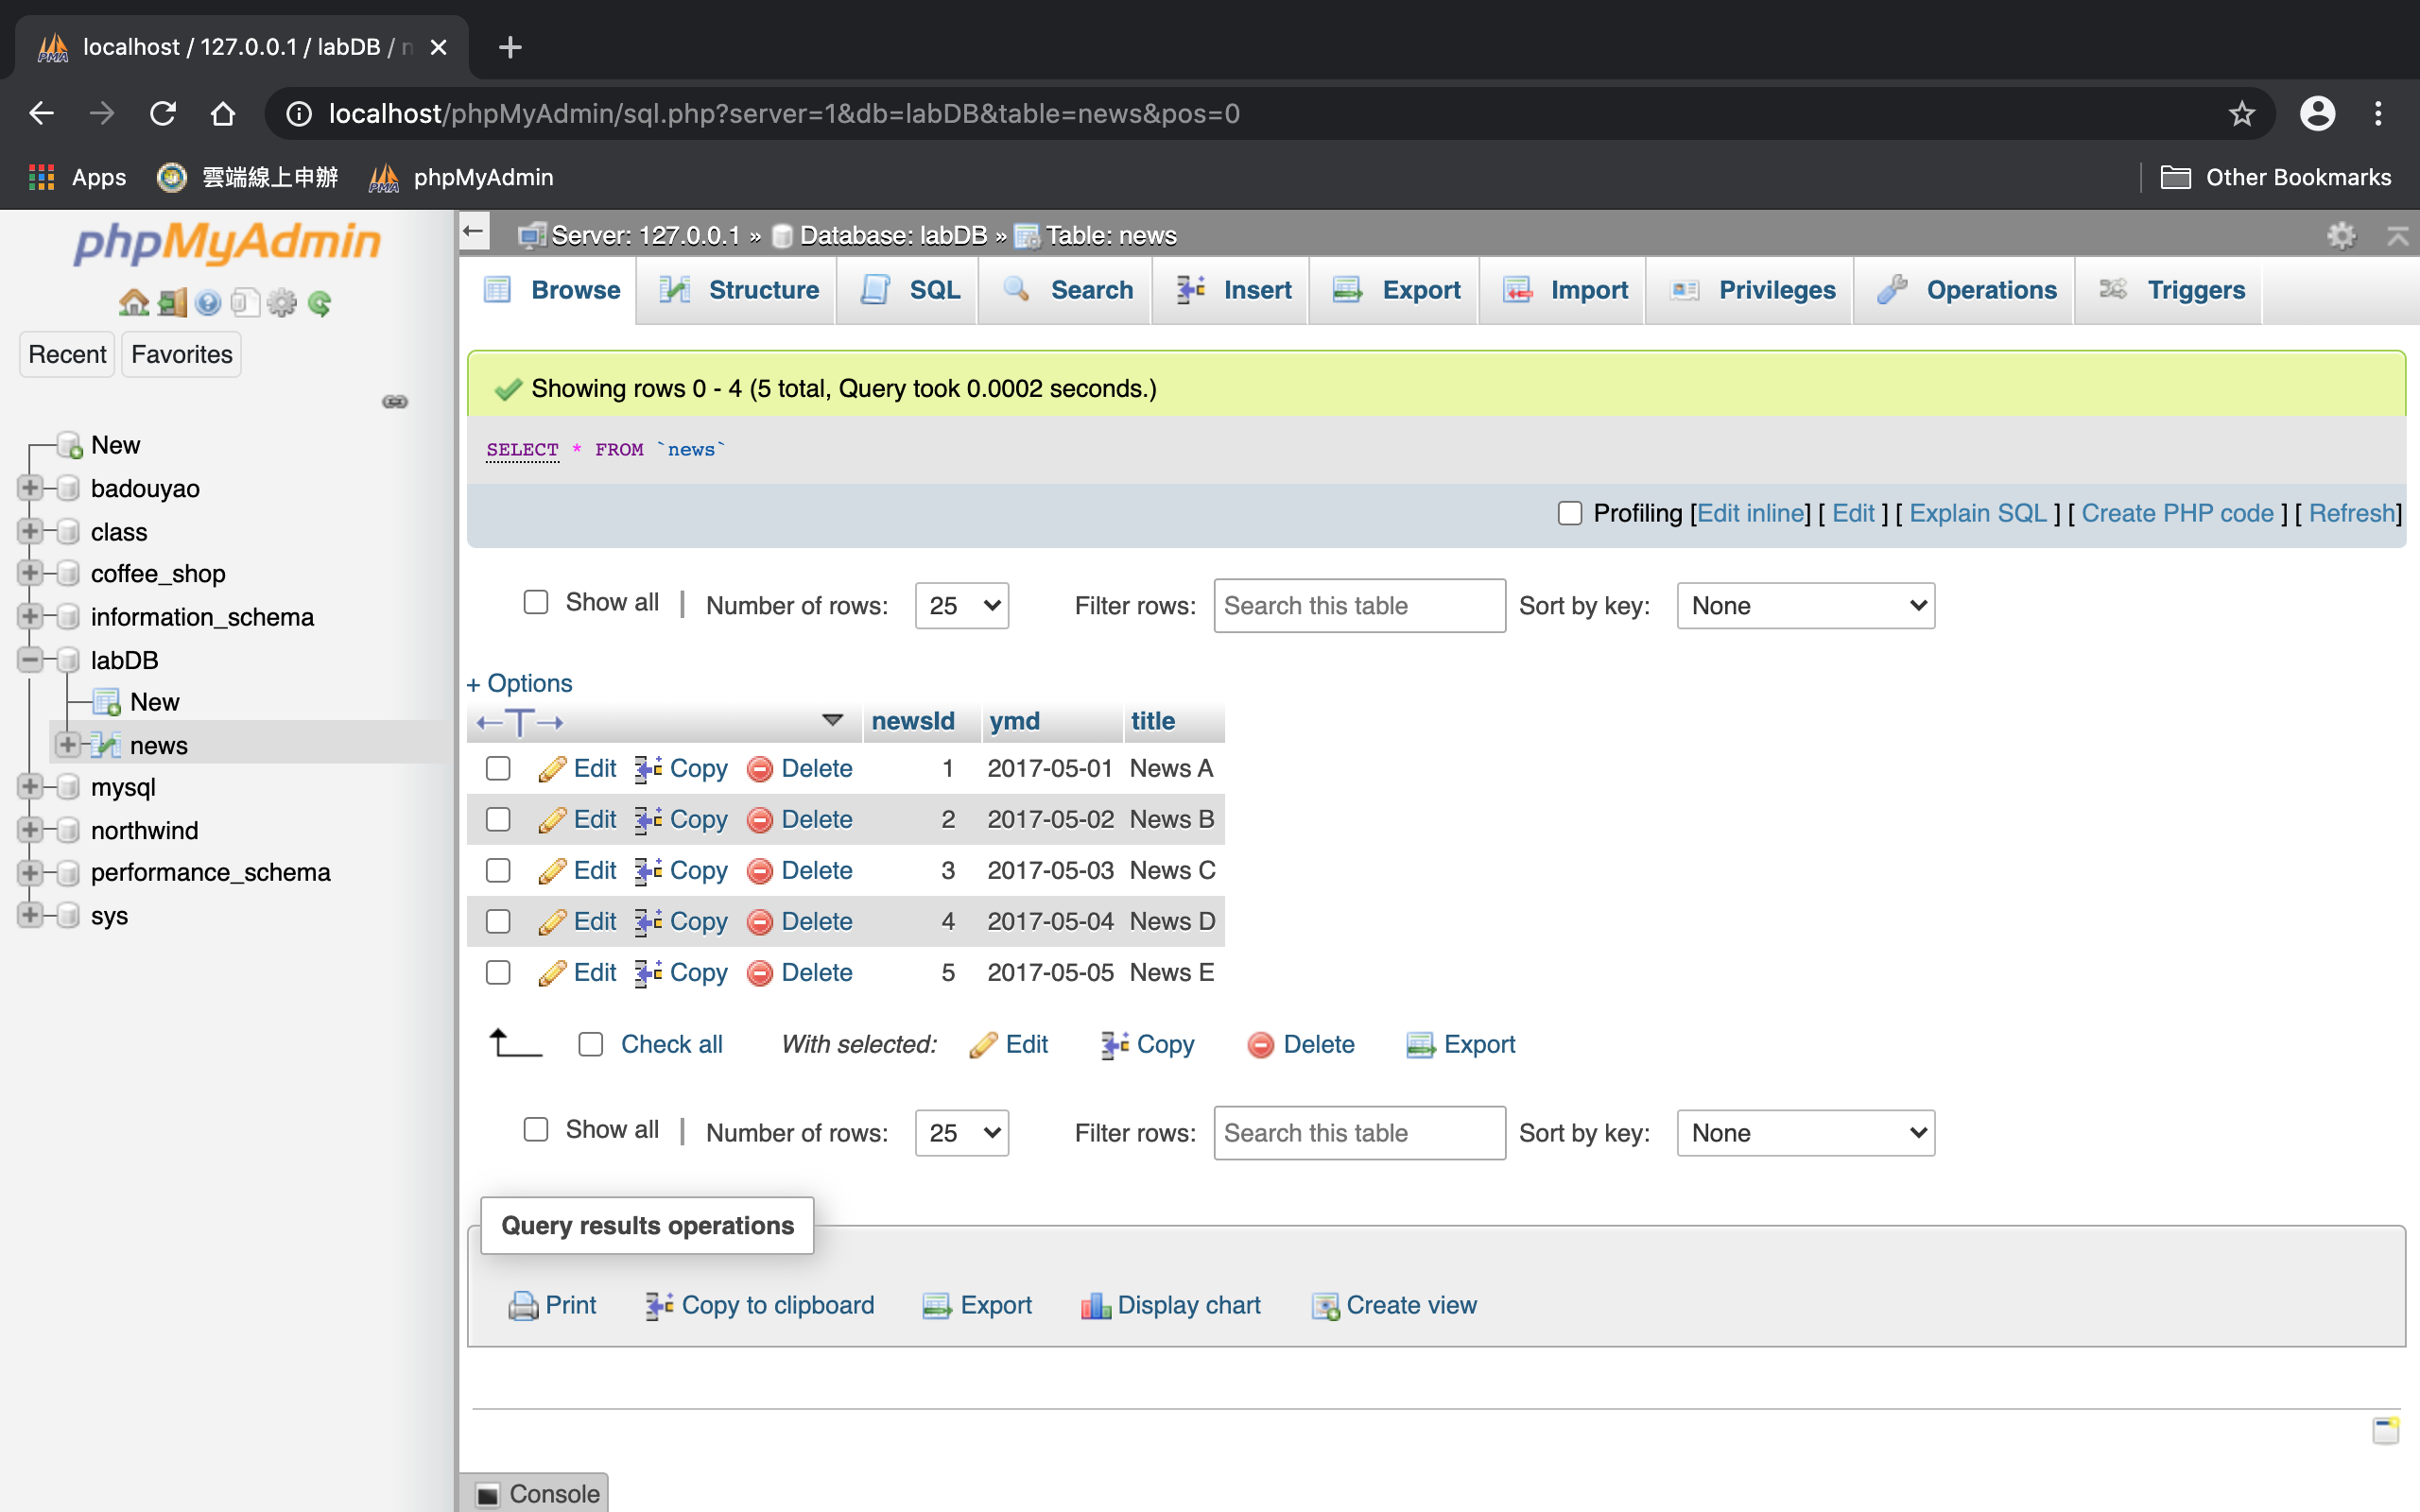 localhost / 127.0.0.1 / labDB /
localhost/phpMyAdmin/sql.php?server=1&db=labDB&table=news&pos=0
Apps 雲端線上申辦 phpMyAdmin Other Bookmarks
phpMyAdmin
Recent Favorites
New
badouyao
class
coffee_shop
information_schema
labDB
New
news
mysql
northwind
performance_schema
sys
Server: 127.0.0.1 » Database: labDB » Table: news
Browse Structure SQL Search Insert Export Import Privileges Operations Triggers
Showing rows 0 - 4 (5 total, Query took 0.0002 seconds.)
SELECT * FROM `news`
Profiling [Edit inline] [ Edit ] [ Explain SQL ] [ Create PHP code ] [ Refresh]
Show all | Number of rows: 25 Filter rows: Search this table Sort by key: None
+ Options
←T→ newsId ymd title
Edit Copy Delete 1 2017-05-01 News A
Edit Copy Delete 2 2017-05-02 News B
Edit Copy Delete 3 2017-05-03 News C
Edit Copy Delete 4 2017-05-04 News D
Edit Copy Delete 5 2017-05-05 News E
Check all With selected: Edit Copy Delete Export
Show all | Number of rows: 25 Filter rows: Search this table Sort by key: None
Query results operations
Print Copy to clipboard Export Display chart Create view
Console